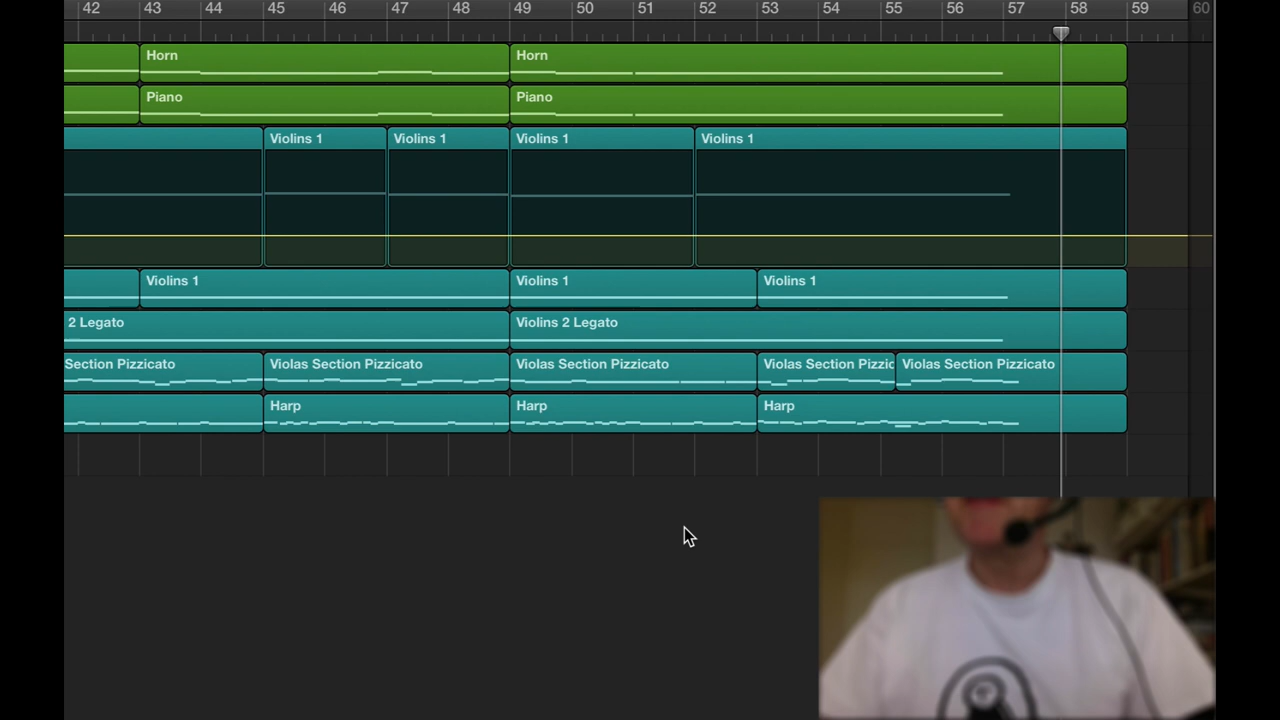 42 43 44 45 46 47 48 49 50 51 52 53 54 55 56 57 58 59 60
Horn Horn
Piano Piano
Violins 1 Violins 1 Violins 1 Violins 1
Violins 1 Violins 1 Violins 1
2 Legato Violins 2 Legato
Section Pizzicato Violas Section Pizzicato Violas Section Pizzicato Violas Section Pizzic Violas Section Pizzicato
Harp Harp Harp